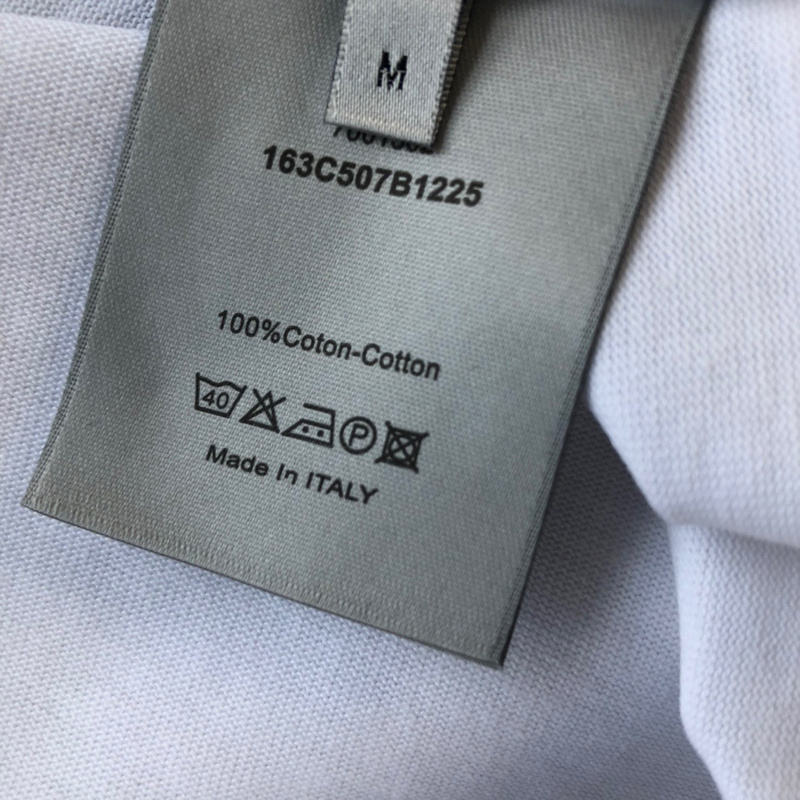 M
163C507B1225
100%Coton-Cotton
40
P
Made In ITALY